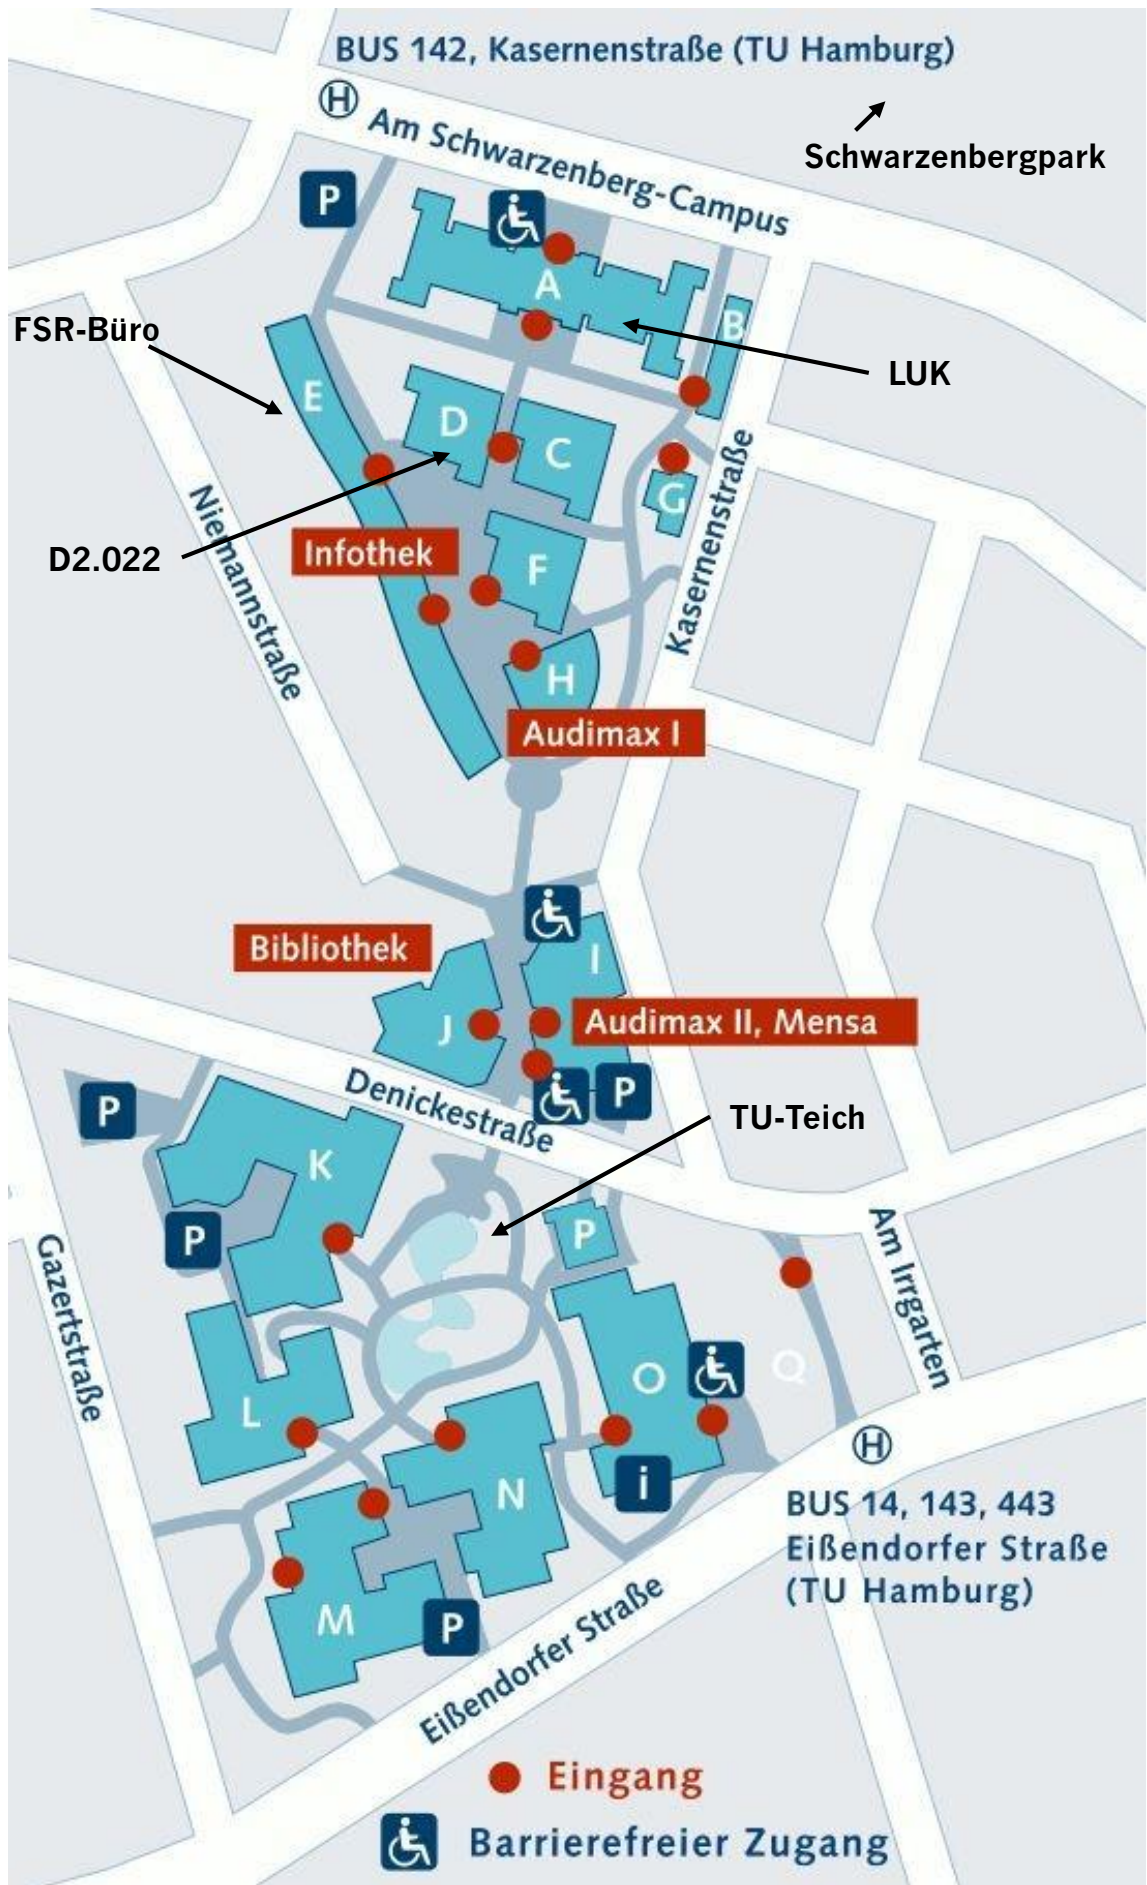 BUS 142, Kasernenstraße (TU Hamburg)
H
Am Schwarzenberg-Campus
Schwarzenbergpark
P
A
B
FSR-Büro
LUK
E
D
C
G
Niemannstraße
Kasernenstraße
D2.022
Infothek
F
H
Audimax I
Bibliothek
I
J
Audimax II, Mensa
Denickestraße
P
P
TU-Teich
K
P
P
Gazertstraße
Am Irrgarten
O
Q
L
H
i
N
BUS 14, 143, 443
Eißendorfer Straße
(TU Hamburg)
M
P
Eißendorfer Straße
Eingang
Barrierefreier Zugang